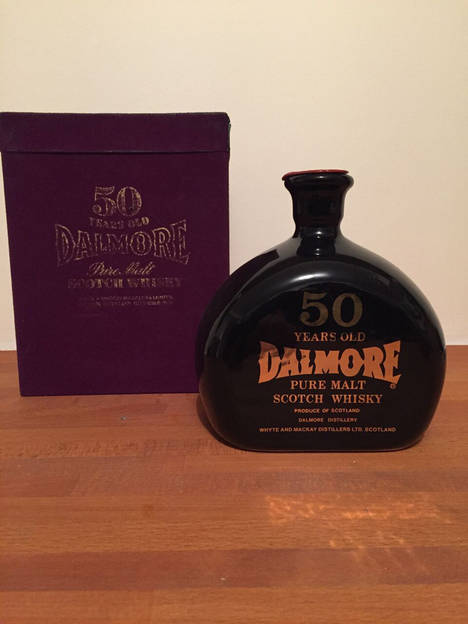 50
YEARS OLD
DALMORE
Pure Malt
SCOTCH WHISKY
50
YEARS OLD
DALMORE®
PURE MALT
SCOTCH WHISKY
PRODUCE OF SCOTLAND
DALMORE DISTILLERY
WHYTE AND MACKAY DISTILLERS LTD. SCOTLAND